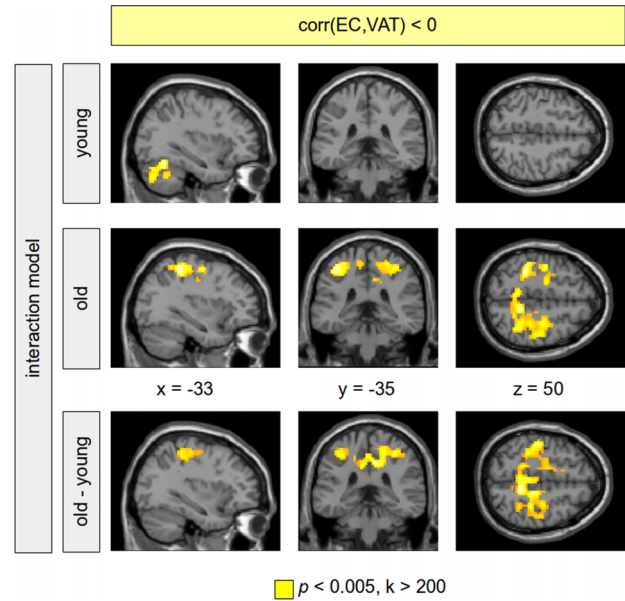 corr(EC,VAT) < 0
interaction model
young
old
x = -33
y = -35
z = 50
old - young
p < 0.005, k > 200